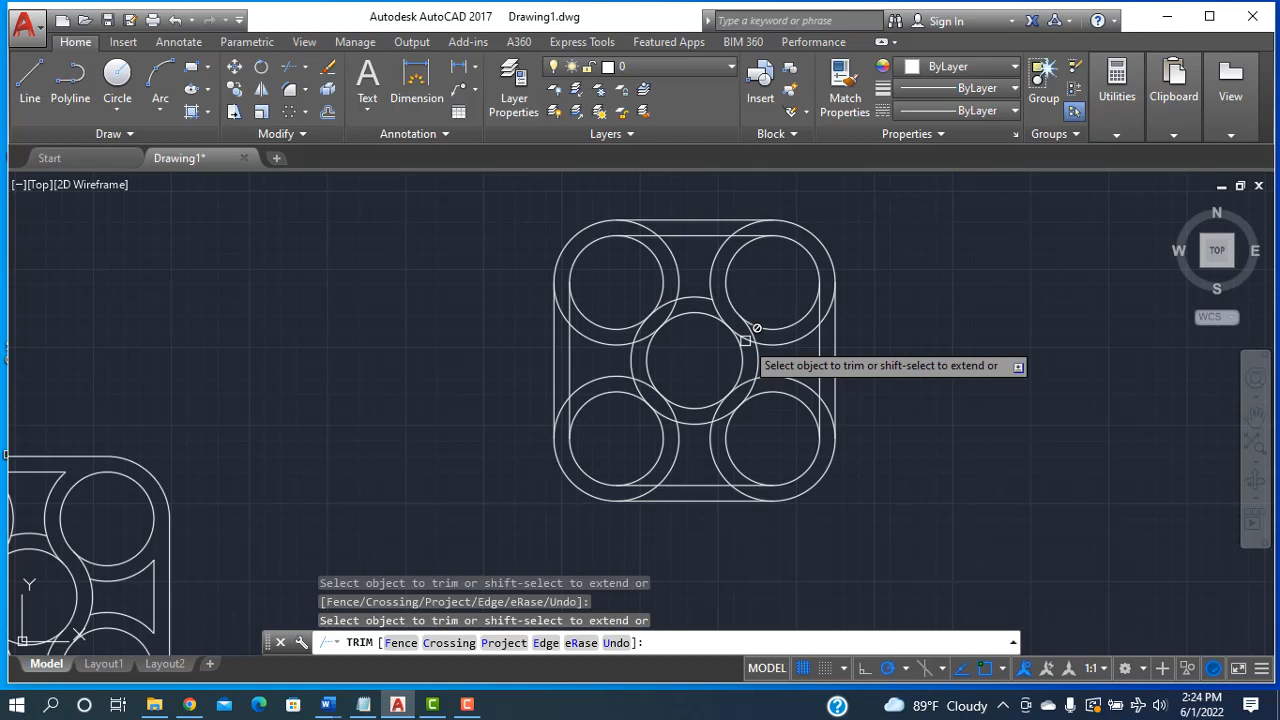 Autodesk AutoCAD 2017 Drawing1.dwg
Type a keyword or phrase
Sign In
Home Insert Annotate Parametric View Manage Output Add-ins A360 Express Tools Featured Apps BIM 360 Performance
Line Polyline Circle Arc
Text Dimension
Layer Properties
0
Insert
Match Properties
ByLayer
ByLayer
ByLayer
Group
Utilities
Clipboard
View
Draw Modify Annotation Layers Block Properties Groups
Start Drawing1*
[−][Top][2D Wireframe]
N
W TOP E
S
WCS
Select object to trim or shift-select to extend or
Y
X
Select object to trim or shift-select to extend or
[Fence/Crossing/Project/Edge/eRase/Undo]:
Select object to trim or shift-select to extend or
TRIM [Fence Crossing Project Edge eRase Undo]:
Model Layout1 Layout2
MODEL 1:1
89°F Cloudy
2:24 PM
6/1/2022